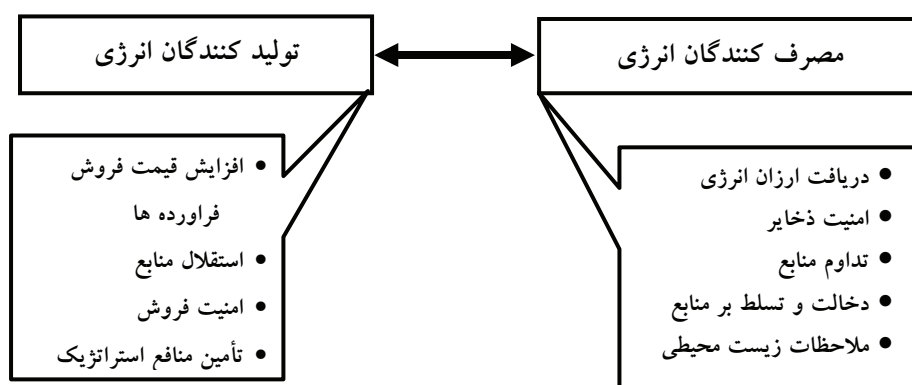 مصرف کنندگان انرژی
• دریافت ارزان انرژی
• امنیت ذخایر
• تداوم منابع
• دخالت و تسلط بر منابع
• ملاحظات زیست محیطی
تولید کنندگان انرژی
• افزایش قیمت فروش
فراورده ها
• استقلال منابع
• امنیت فروش
• تأمین منافع استراتژیک